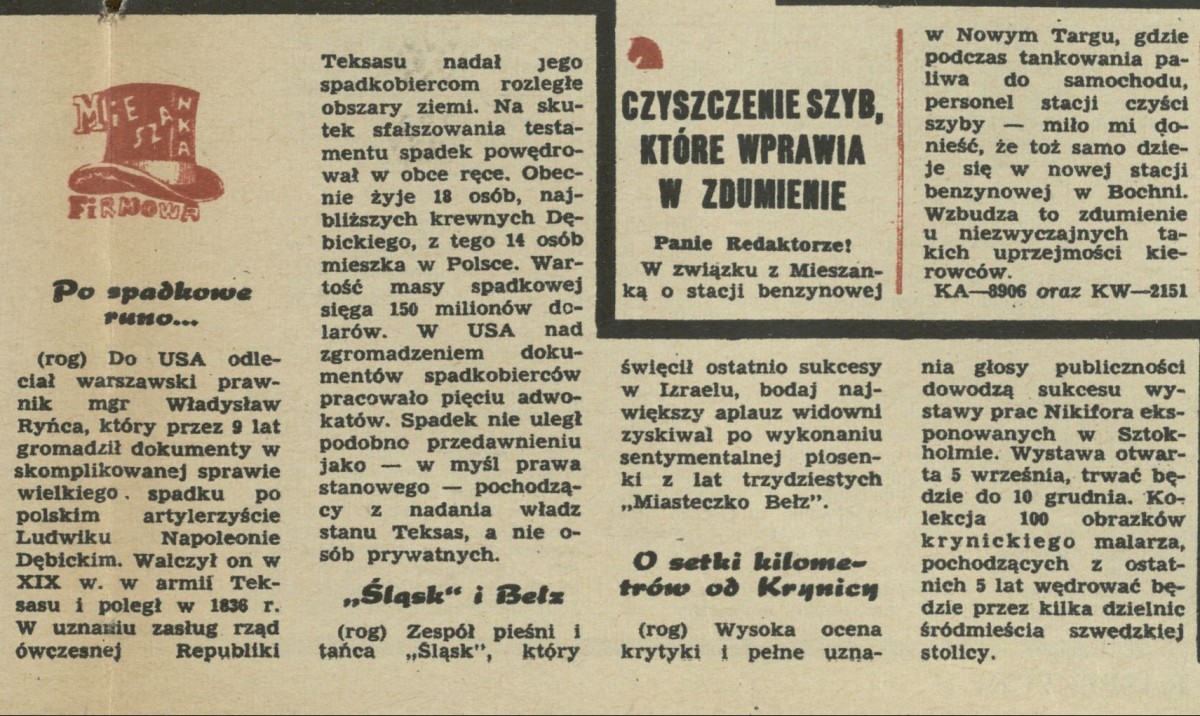 MiESZANKA
FiRMOWA
Po spadkowe
runo...
(rog) Do USA odle-
ciał warszawski praw-
nik mgr Władysław
Ryńca, który przez 9 lat
gromadził dokumenty w
skomplikowanej sprawie
wielkiego spadku po
polskim artylerzyście
Ludwiku Napoleonie
Dębickim. Walczył on w
XIX w. w armii Tek-
sasu i poległ w 1836 r.
W uznaniu zasług rząd
ówczesnej Republiki
Teksasu nadał jego
spadkobiercom rozległe
obszary ziemi. Na sku-
tek sfałszowania testa-
mentu spadek powędro-
wał w obce ręce. Obec-
nie żyje 18 osób, naj-
bliższych krewnych Dę-
bickiego, z tego 14 osób
mieszka w Polsce. War-
tość masy spadkowej
sięga 150 milionów do-
larów. W USA nad
zgromadzeniem doku-
mentów spadkobierców
pracowało pięciu adwo-
katów. Spadek nie uległ
podobno przedawnieniu
jako — w myśl prawa
stanowego — pochodzą-
cy z nadania władz
stanu Teksas, a nie o-
sób prywatnych.
„Śląsk" i Bełz
(rog) Zespół pieśni i
tańca „Śląsk", który
święcił ostatnio sukcesy
w Izraelu, bodaj naj-
większy aplauz widowni
zyskiwal po wykonaniu
sentymentalnej piosen-
ki z lat trzydziestych
„Miasteczko Bełz".
O setki kilome-
trów od Krynicy
(rog) Wysoka ocena
krytyki i pełne uzna-
nia głosy publiczności
dowodzą sukcesu wy-
stawy prac Nikifora eks-
ponowanych w Sztok-
holmie. Wystawa otwar-
ta 5 września, trwać bę-
dzie do 10 grudnia. Ko-
lekcja 100 obrazków
krynickiego malarza,
pochodzących z ostat-
nich 5 lat wędrować bę-
dzie przez kilka dzielnic
śródmieścia szwedzkiej
stolicy.
CZYSZCZENIE SZYB,
KTÓRE WPRAWIA
W ZDUMIENIE
Panie Redaktorze!
W związku z Mieszan-
ką o stacji benzynowej
w Nowym Targu, gdzie
podczas tankowania pa-
liwa do samochodu,
personel stacji czyści
szyby — miło mi do-
nieść, że toż samo dzie-
je się w nowej stacji
benzynowej w Bochni.
Wzbudza to zdumienie
u niezwyczajnych ta-
kich uprzejmości kie-
rowców.
KA—8906 oraz KW—2151